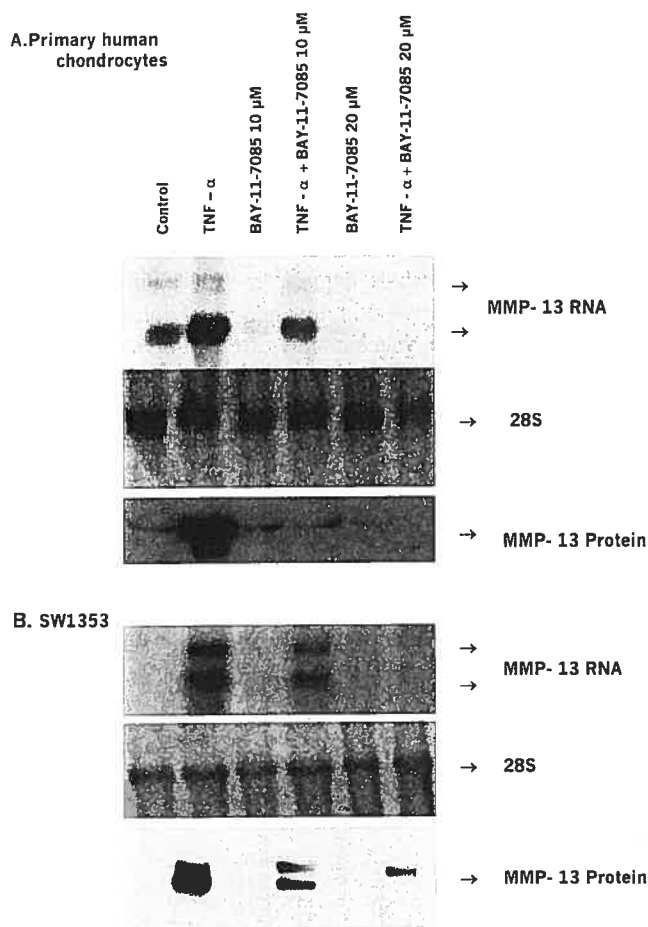 A.Primary human
chondrocytes
Control
TNF - α
BAY-11-7085 10 µM
TNF - α + BAY-11-7085 10 µM
BAY-11-7085 20 µM
TNF - α + BAY-11-7085 20 µM
→
MMP- 13 RNA
→
→ 28S
→ MMP- 13 Protein
B. SW1353
→
MMP- 13 RNA
→
→ 28S
→ MMP- 13 Protein